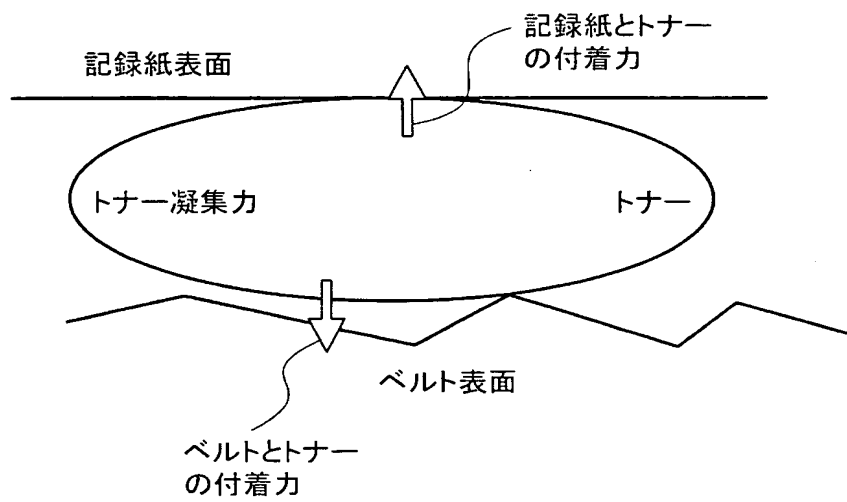 記録紙とトナー
の付着力
記録紙表面
トナー凝集力
トナー
ベルト表面
ベルトとトナー
の付着力